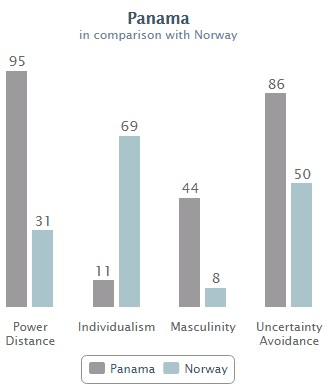 Panama
in comparison with Norway
95
31
11
69
44
8
86
50
Power
Distance
Individualism
Masculinity
Uncertainty
Avoidance
Panama
Norway